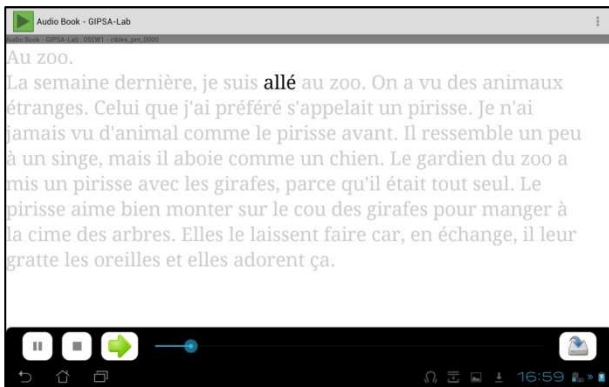 Audio Book - GIPSA-Lab
Au zoo.
La semaine dernière, je suis allé au zoo. On a vu des animaux
étranges. Celui que j'ai préféré s'appelait un pirisse. Je n'ai
jamais vu d'animal comme le pirisse avant. Il ressemble un peu
à un singe, mais il aboie comme un chien. Le gardien du zoo a
mis un pirisse avec les girafes, parce qu'il était tout seul. Le
pirisse aime bien monter sur le cou des girafes pour manger à
la cime des arbres. Elles le laissent faire car, en échange, il leur
gratte les oreilles et elles adorent ça.
16:59